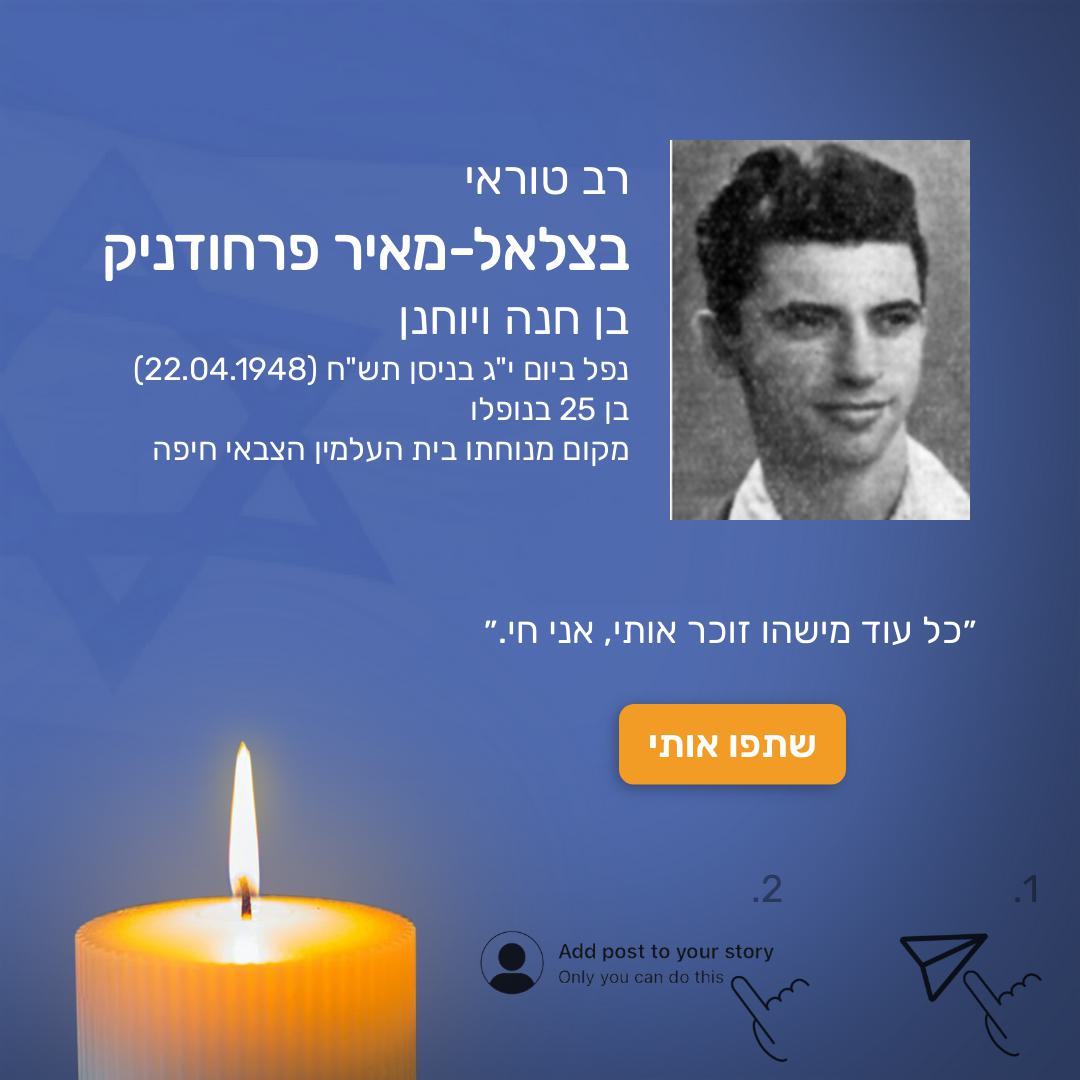 רב טוראי
בצלאל-מאיר פרחודניק
בן חנה ויוחנן
נפל ביום י"ג בניסן תש"ח (22.04.1948)
בן 25 בנופלו
מקום מנוחתו בית העלמין הצבאי חיפה
״כל עוד מישהו זוכר אותי, אני חי.״
שתפו אותי
1.
2.
Add post to your story
Only you can do this